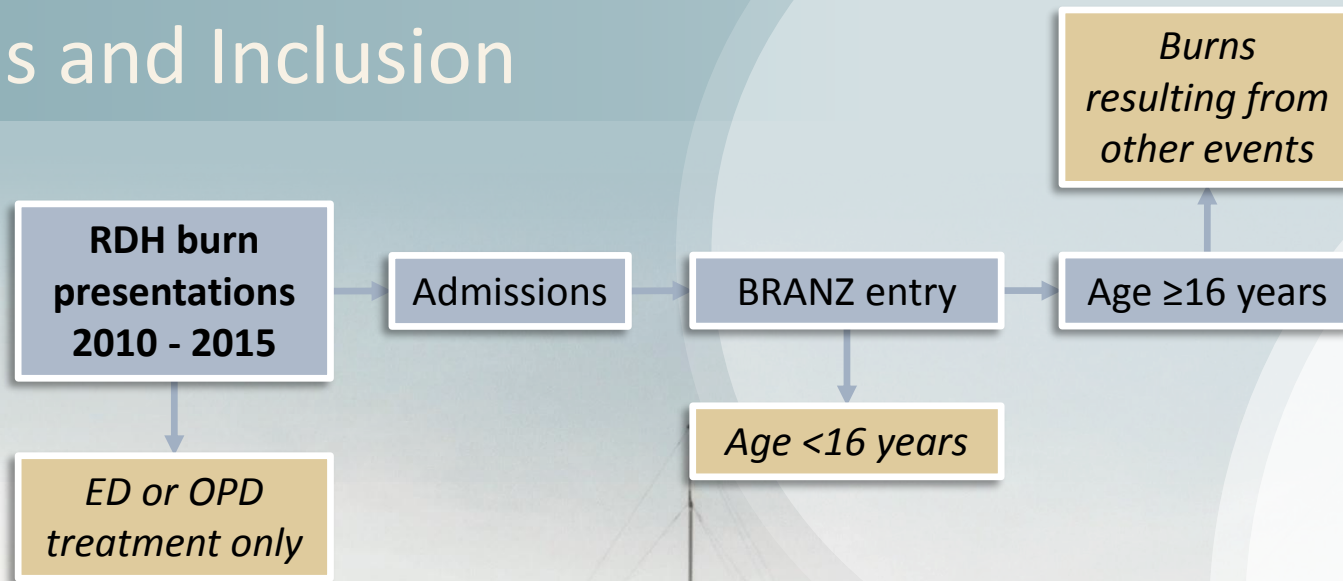 s and Inclusion
Burns
resulting from
other events
RDH burn
presentations
2010 - 2015
Admissions
BRANZ entry
Age ≥16 years
Age <16 years
ED or OPD
treatment only